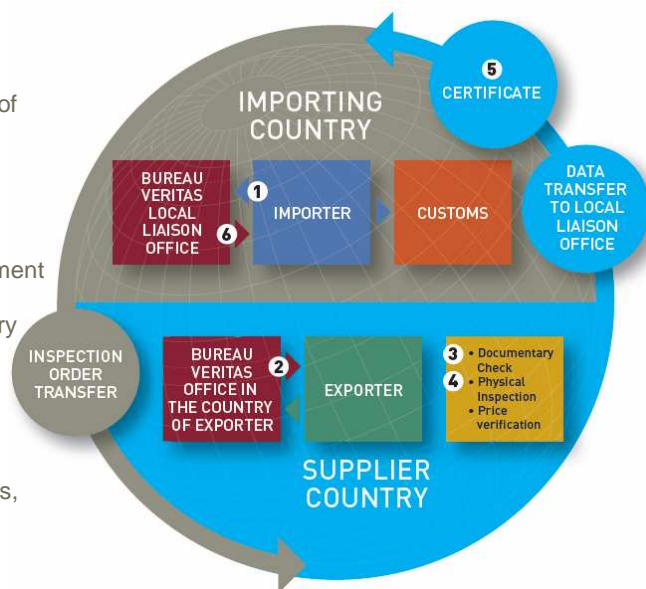 of
ment
ry
s,
IMPORTING
COUNTRY
5
CERTIFICATE
BUREAU
VERITAS
LOCAL
LIAISON
OFFICE
1
6
IMPORTER
CUSTOMS
DATA
TRANSFER
TO LOCAL
LIAISON
OFFICE
INSPECTION
ORDER
TRANSFER
BUREAU
VERITAS
OFFICE IN
THE COUNTRY
OF EXPORTER
2
EXPORTER
3 • Documentary
Check
4 • Physical
Inspection
• Price
verification
SUPPLIER
COUNTRY